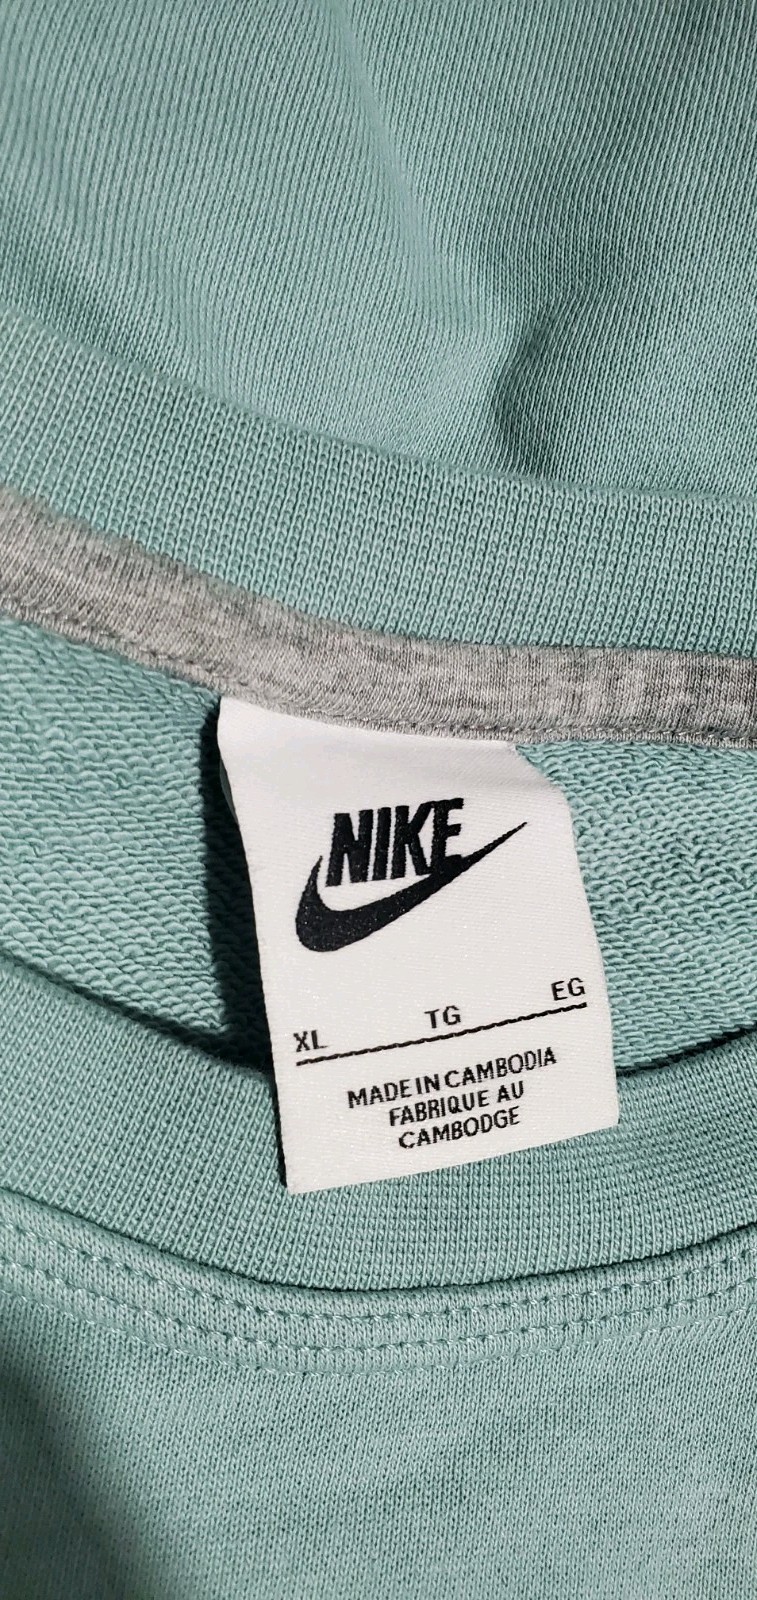 NIKE
XL TG EG
MADE IN CAMBODIA
FABRIQUE AU
CAMBODGE